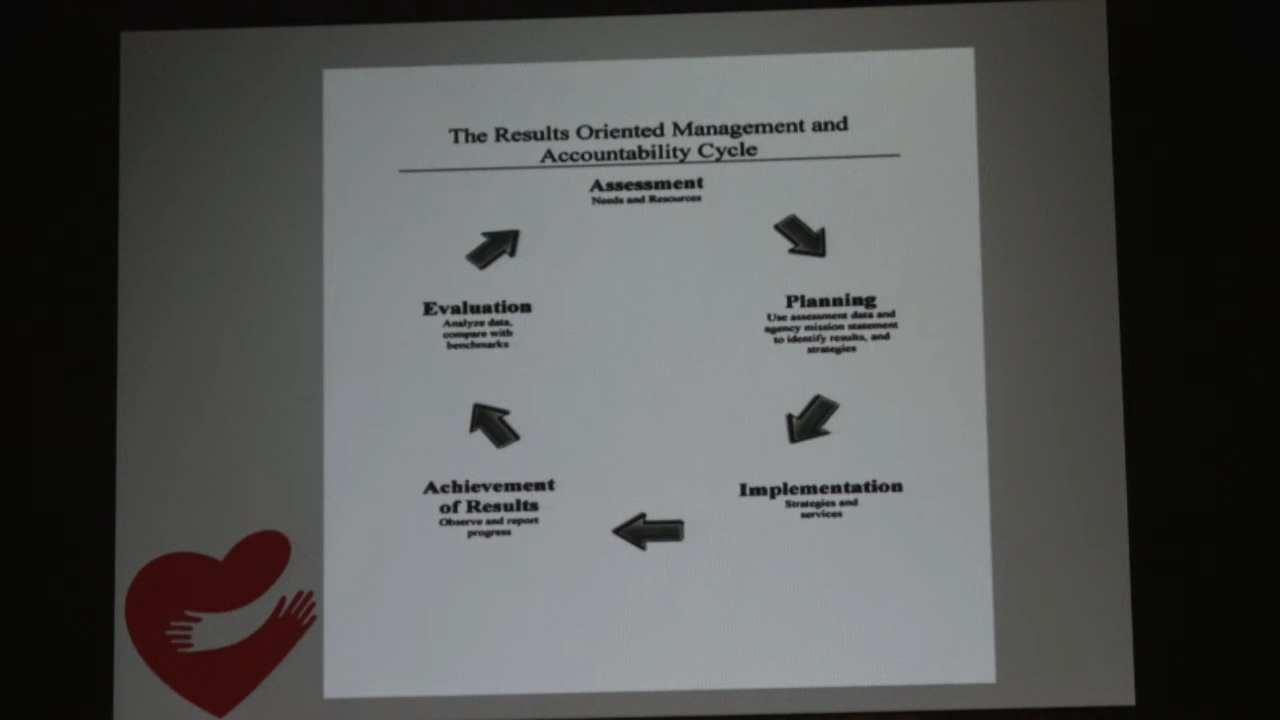 The Results Oriented Management and
Accountability Cycle
Assessment
Needs and Resources
Planning
Use assessment data and
agency mission statement
to identify results, and
strategies
Implementation
Strategies and
services
Achievement
of Results
Observe and report
progress
Evaluation
Analyze data,
compare with
benchmarks